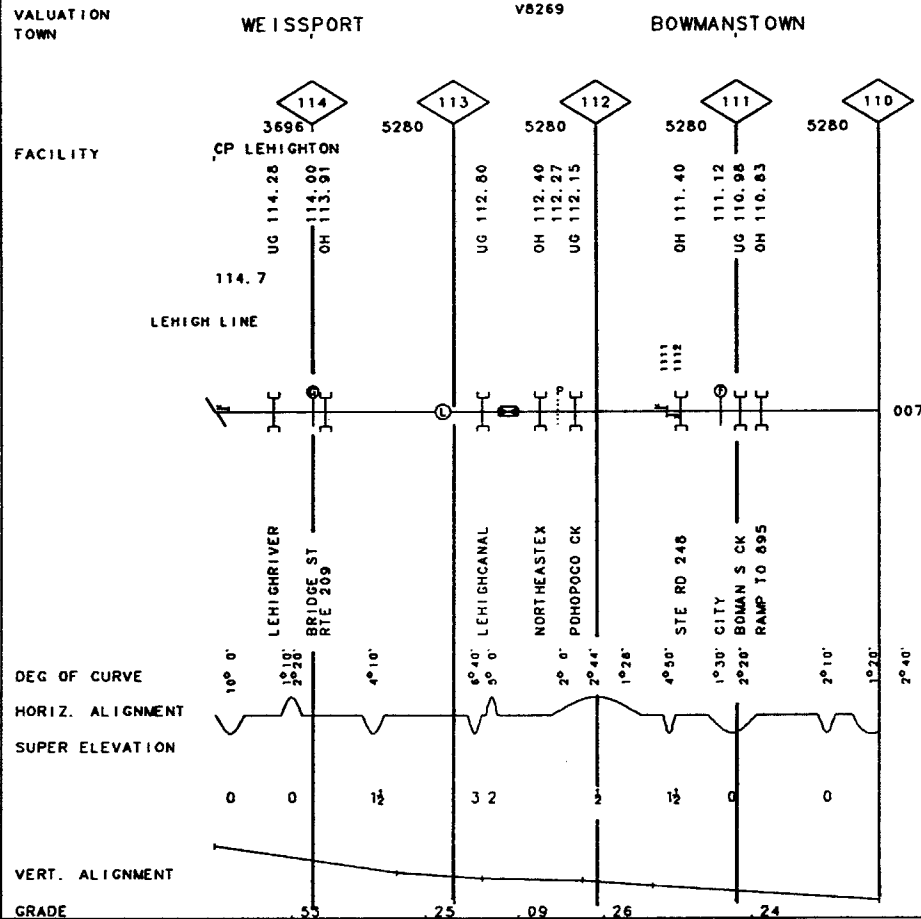 VALUATION V8269
TOWN WEISSPORT BOWMANSTOWN
114 113 112 111 110
36961 5280 5280 5280 5280
FACILITY CP LEHIGHTON
UG 114.28
114.00
OH 113.91
UG 112.80
OH 112.40
112.27
UG 112.15
OH 111.40
111.12
UG 110.98
OH 110.83
114.7
LEHIGH LINE
1111
1112
G
P
F
L
007
LEHIGHRIVER
BRIDGE ST
RTE 209
LEHIGHCANAL
NORTHEASTEX
POHOPOCO CK
STE RD 248
CITY
BOMAN S CK
RAMP TO 895
DEG OF CURVE 10° 0' 1°10' 2°20' 4°10' 6°40' 5° 0' 2° 0' 2°44' 1°28' 4°50' 1°30' 2°20' 2°10' 1°20' 2°40'
HORIZ. ALIGNMENT
SUPER ELEVATION
0 0 1½ 3 2 ½ 1½ 0 0
VERT. ALIGNMENT
GRADE .53 .25 .09 .26 .24